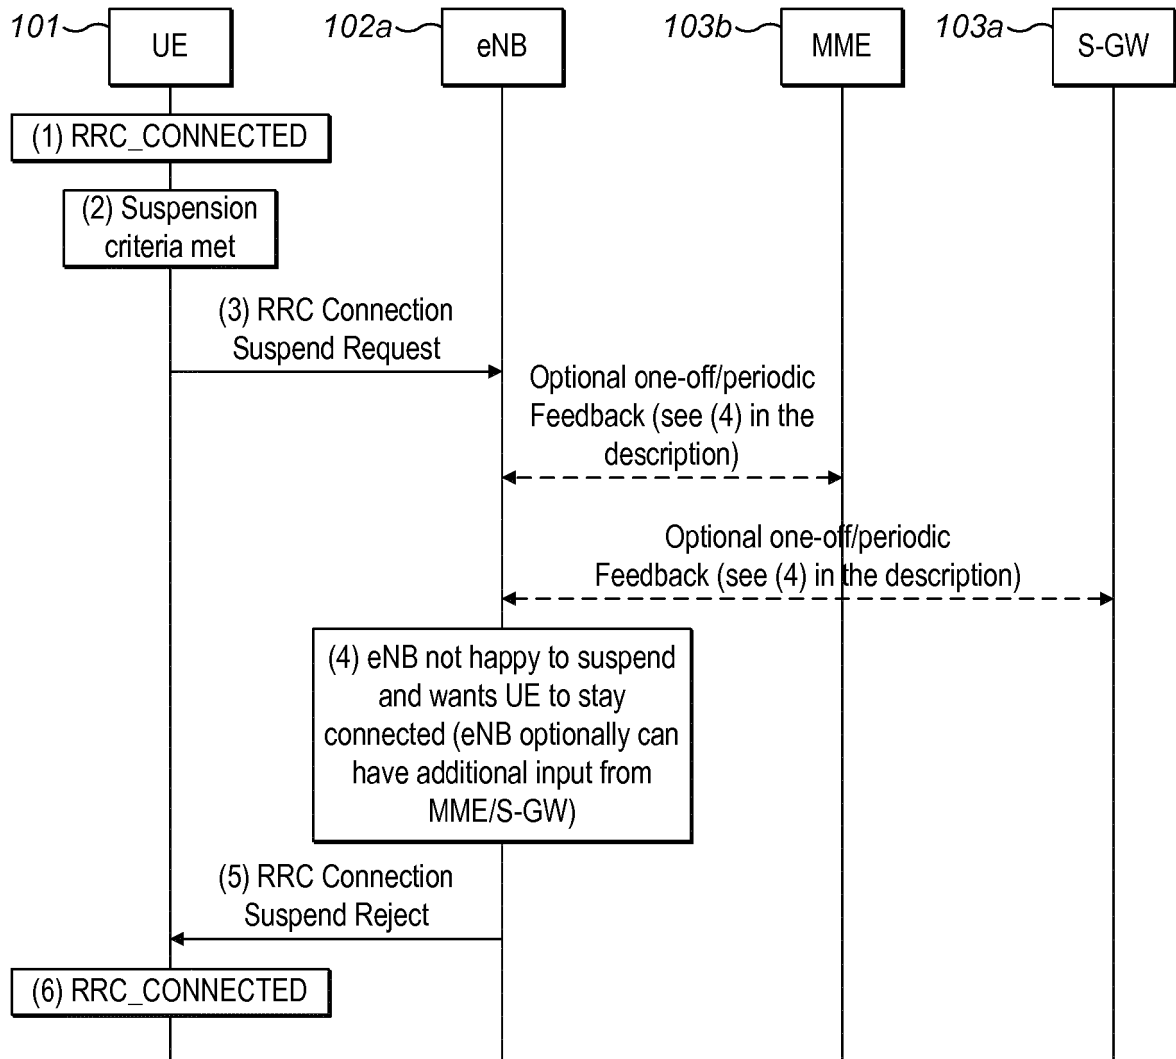 101 UE 102a eNB 103b MME 103a S-GW
(1) RRC_CONNECTED
(2) Suspension
criteria met
(3) RRC Connection
Suspend Request
Optional one-off/periodic
Feedback (see (4) in the
description)
Optional one-off/periodic
Feedback (see (4) in the description)
(4) eNB not happy to suspend
and wants UE to stay
connected (eNB optionally can
have additional input from
MME/S-GW)
(5) RRC Connection
Suspend Reject
(6) RRC_CONNECTED